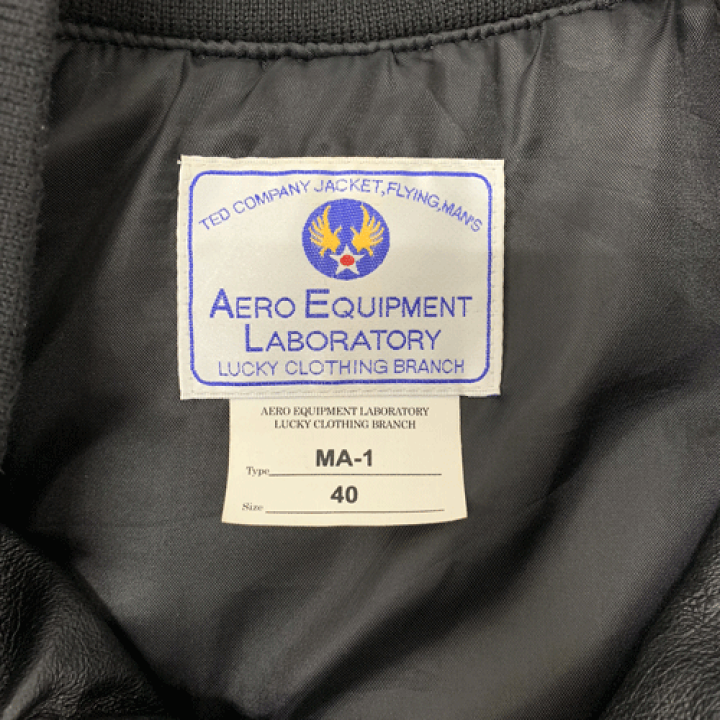 TED COMPANY JACKET,FLYING,MAN'S
AERO EQUIPMENT
LABORATORY
LUCKY CLOTHING BRANCH
AERO EQUIPMENT LABORATORY
LUCKY CLOTHING BRANCH
Type MA-1
Size 40